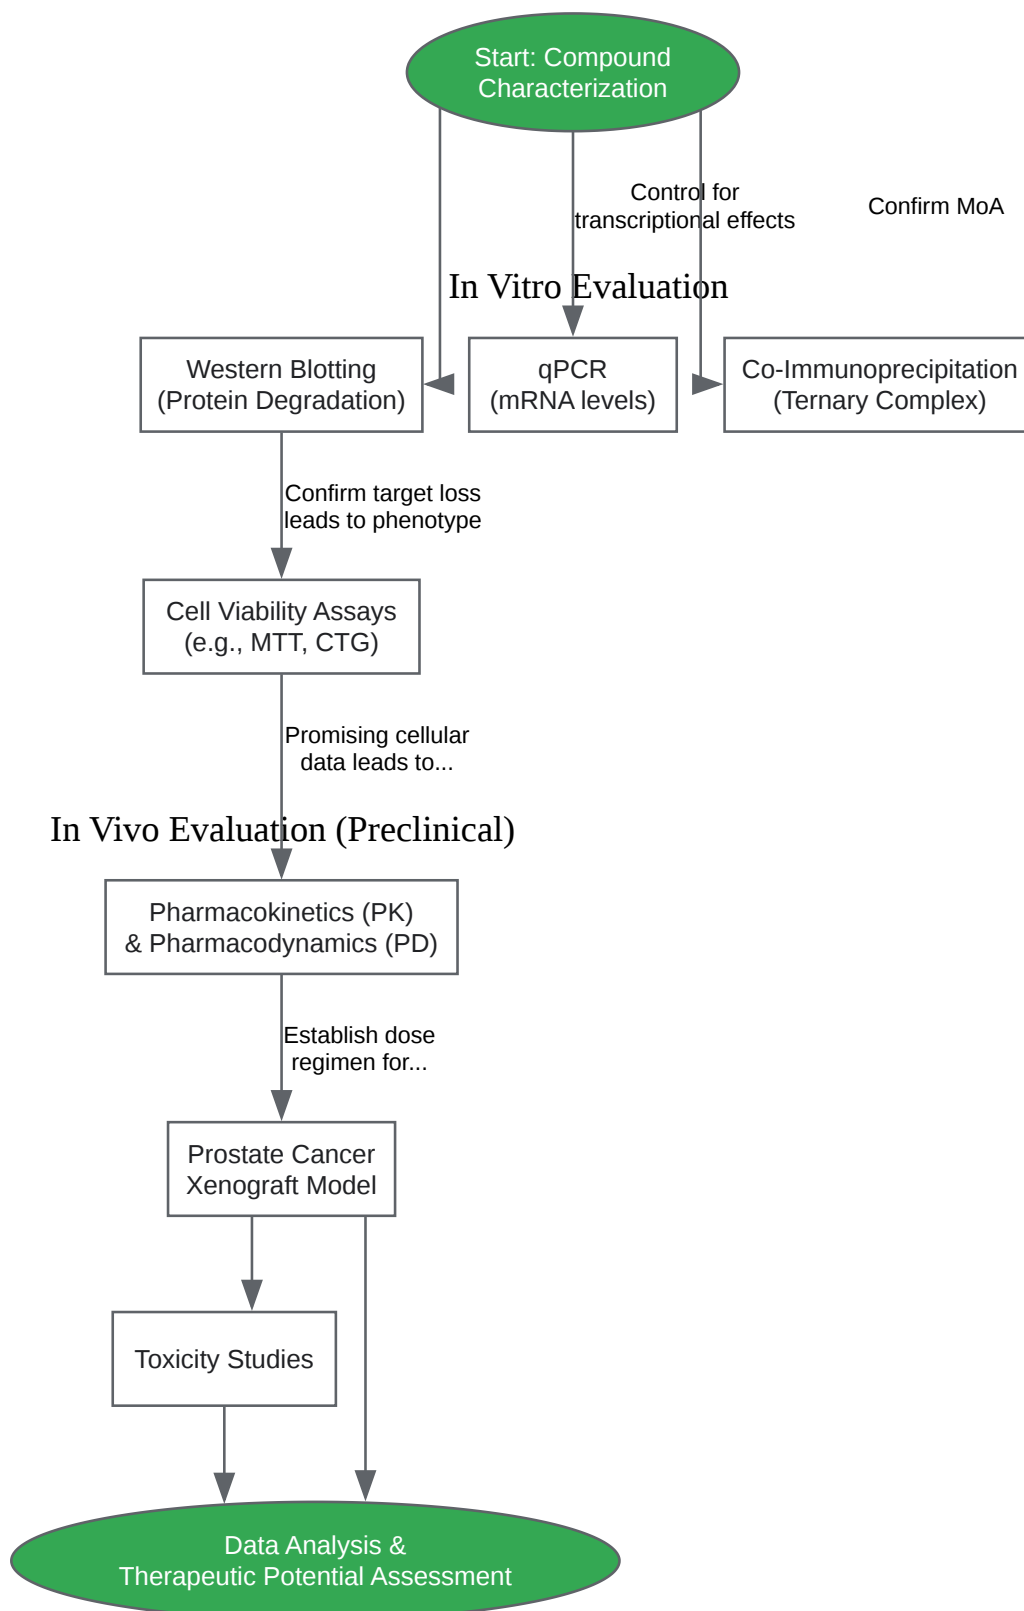 Start: Compound
Characterization
Control for
transcriptional effects
Confirm MoA
In Vitro Evaluation
Western Blotting
(Protein Degradation)
qPCR
(mRNA levels)
Co-Immunoprecipitation
(Ternary Complex)
Confirm target loss
leads to phenotype
Cell Viability Assays
(e.g., MTT, CTG)
Promising cellular
data leads to...
In Vivo Evaluation (Preclinical)
Pharmacokinetics (PK)
& Pharmacodynamics (PD)
Establish dose
regimen for...
Prostate Cancer
Xenograft Model
Toxicity Studies
Data Analysis &
Therapeutic Potential Assessment